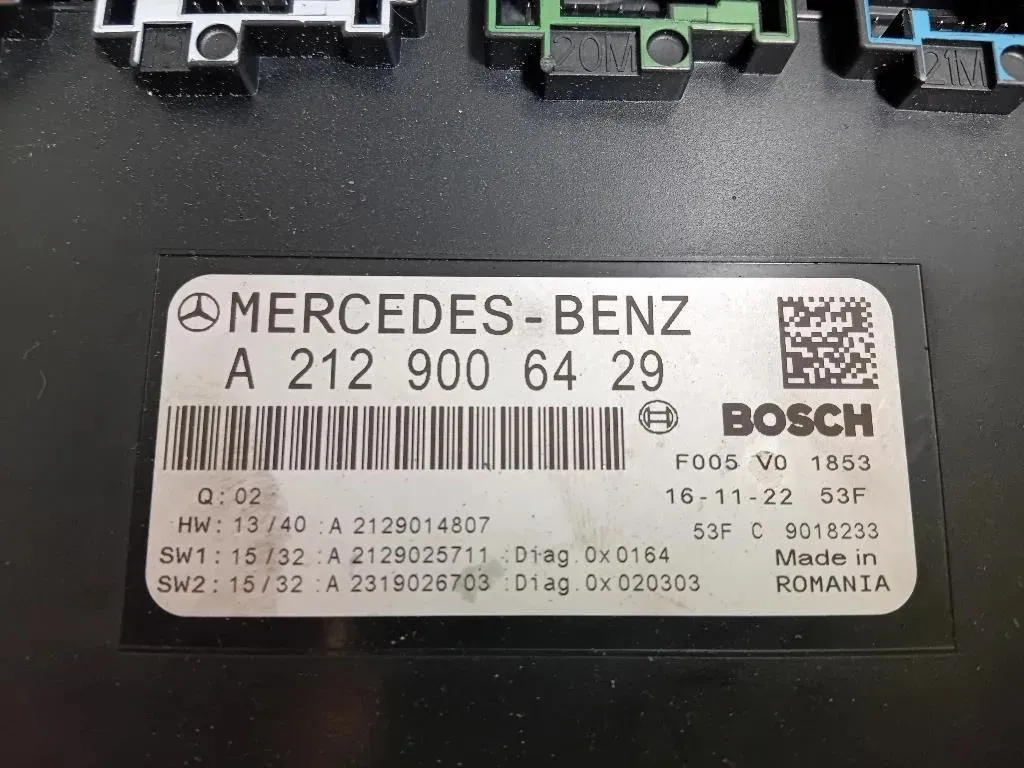 20M
21M
MERCEDES-BENZ
A 212 900 64 29
BOSCH
F005 V0 1853
Q: 02
16-11-22 53F
HW: 13/40 :A 2129014807
53F C 9018233
SW1: 15/32 :A 2129025711 :Diag.0x0164
Made in
SW2: 15/32 :A 2319026703 :Diag.0x020303
ROMANIA